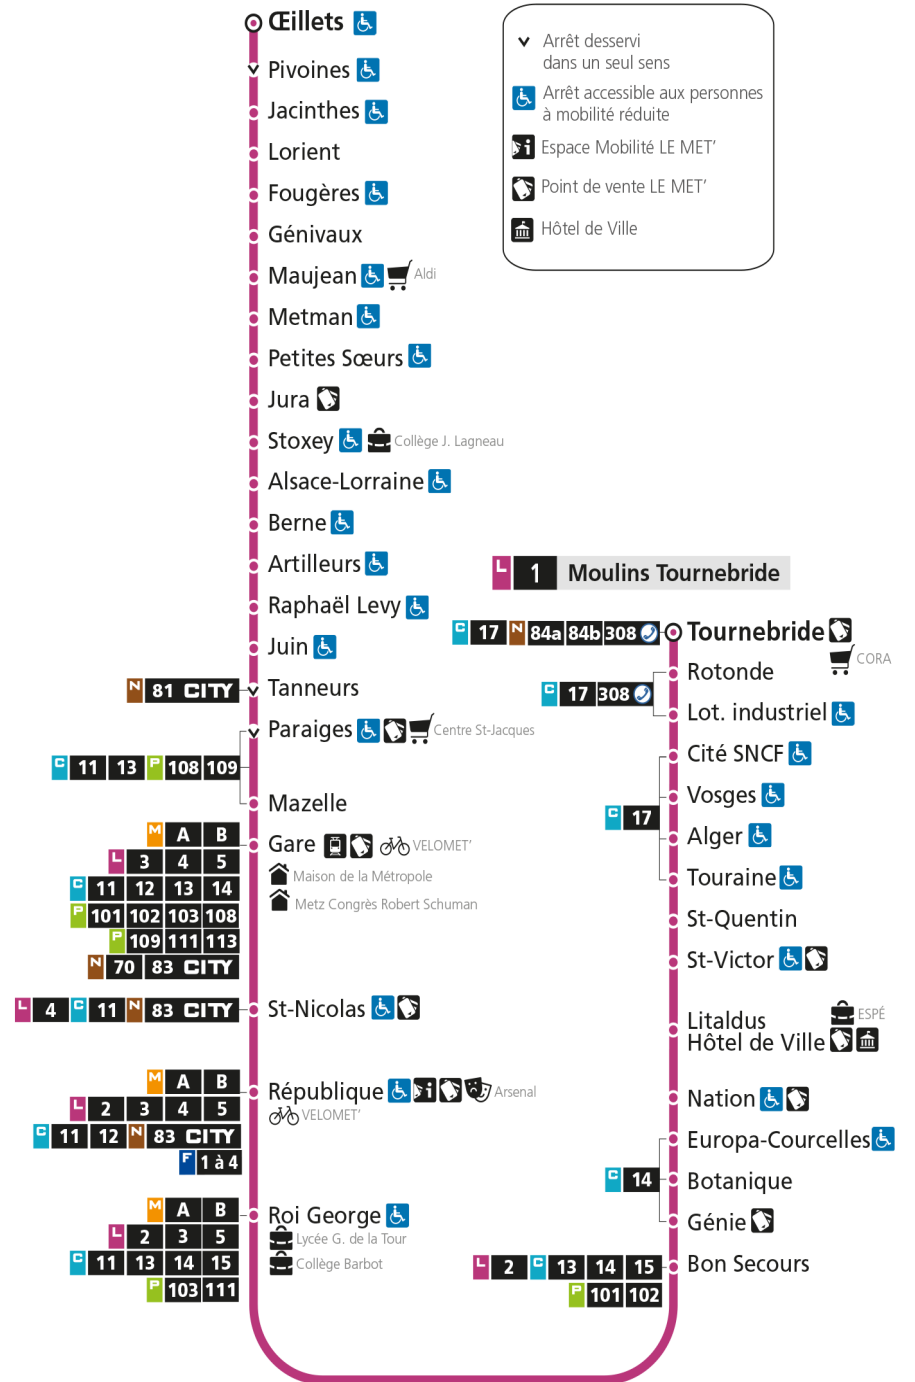 Œillets
Pivoines
Jacinthes
Lorient
Fougères
Génivaux
Maujean Aldi
Metman
Petites Sœurs
Jura
Stoxey Collège J. Lagneau
Alsace-Lorraine
Berne
Artilleurs
Raphaël Levy
Juin
N 81 CITY Tanneurs
Paraiges Centre St-Jacques
C 11 13 P 108 109
Mazelle
M A B
Gare VELOMET'
L 3 4 5
Maison de la Métropole
C 11 12 13 14
Metz Congrès Robert Schuman
P 101 102 103 108
P 109 111 113
N 70 83 CITY
L 4 C 11 N 83 CITY St-Nicolas
M A B
République Arsenal
L 2 3 4 5
VELOMET'
C 11 12 N 83 CITY
F 1 à 4
M A B
Roi George
L 2 3 5
Lycée G. de la Tour
C 11 13 14 15
Collège Barbot
P 103 111
Arrêt desservi
dans un seul sens
Arrêt accessible aux personnes
à mobilité réduite
Espace Mobilité LE MET'
Point de vente LE MET'
Hôtel de Ville
L 1 Moulins Tournebride
C 17 N 84a 84b 308 Tournebride
CORA
Rotonde
C 17 308
Lot. industriel
Cité SNCF
Vosges
C 17
Alger
Touraine
St-Quentin
St-Victor
Litaldus ESPÉ
Hôtel de Ville
Nation
Europa-Courcelles
C 14 Botanique
Génie
L 2 C 13 14 15 Bon Secours
P 101 102